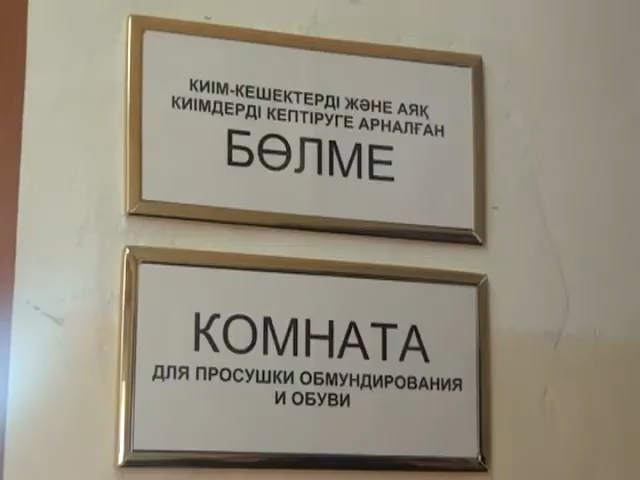 КИІМ-КЕШЕКТЕРДІ ЖӘНЕ АЯҚ
КИІМДЕРДІ КЕПТІРУГЕ АРНАЛҒАН
БӨЛМЕ
КОМНАТА
ДЛЯ ПРОСУШКИ ОБМУНДИРОВАНИЯ
И ОБУВИ